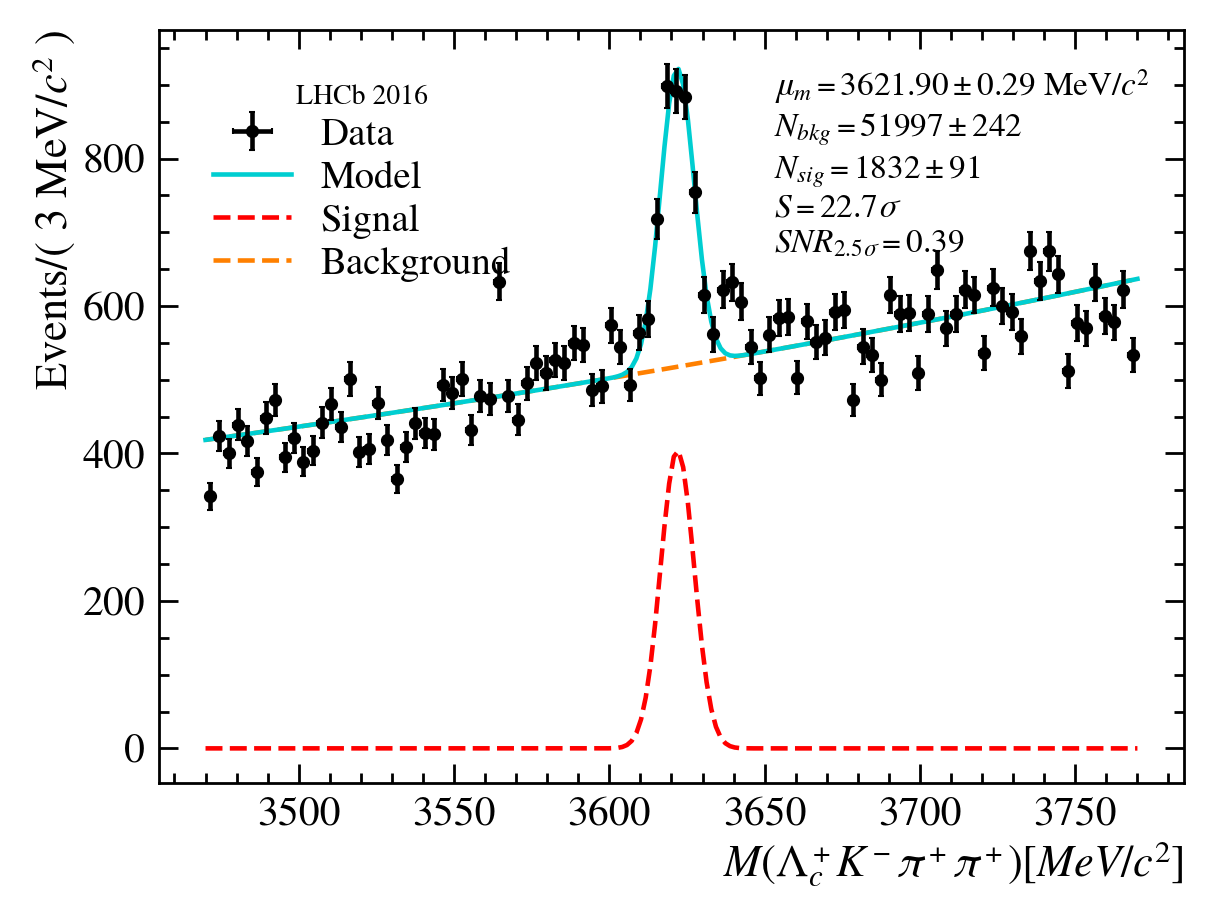 Events/( 3 MeV/c² )
LHCb 2016
Data
Model
Signal
Background
μ_m = 3621.90 ± 0.29 MeV/c²
N_bkg = 51997 ± 242
N_sig = 1832 ± 91
S = 22.7σ
SNR_2.5σ = 0.39
800
600
400
200
0
3500 3550 3600 3650 3700 3750
M(Λ_c⁺K⁻π⁺π⁺)[MeV/c²]